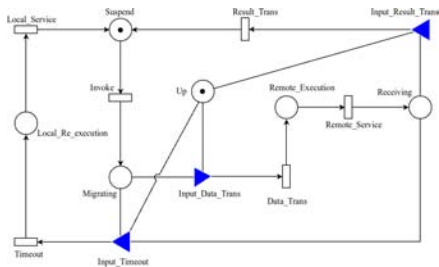 Suspend
Result_Trans
Input_Result_Trans
Local_Service
Invoke
Up
Remote_Execution
Receiving
Local_Re_execution
Remote_Service
Migrating
Input_Data_Trans
Data_Trans
Timeout
Input_Timeout